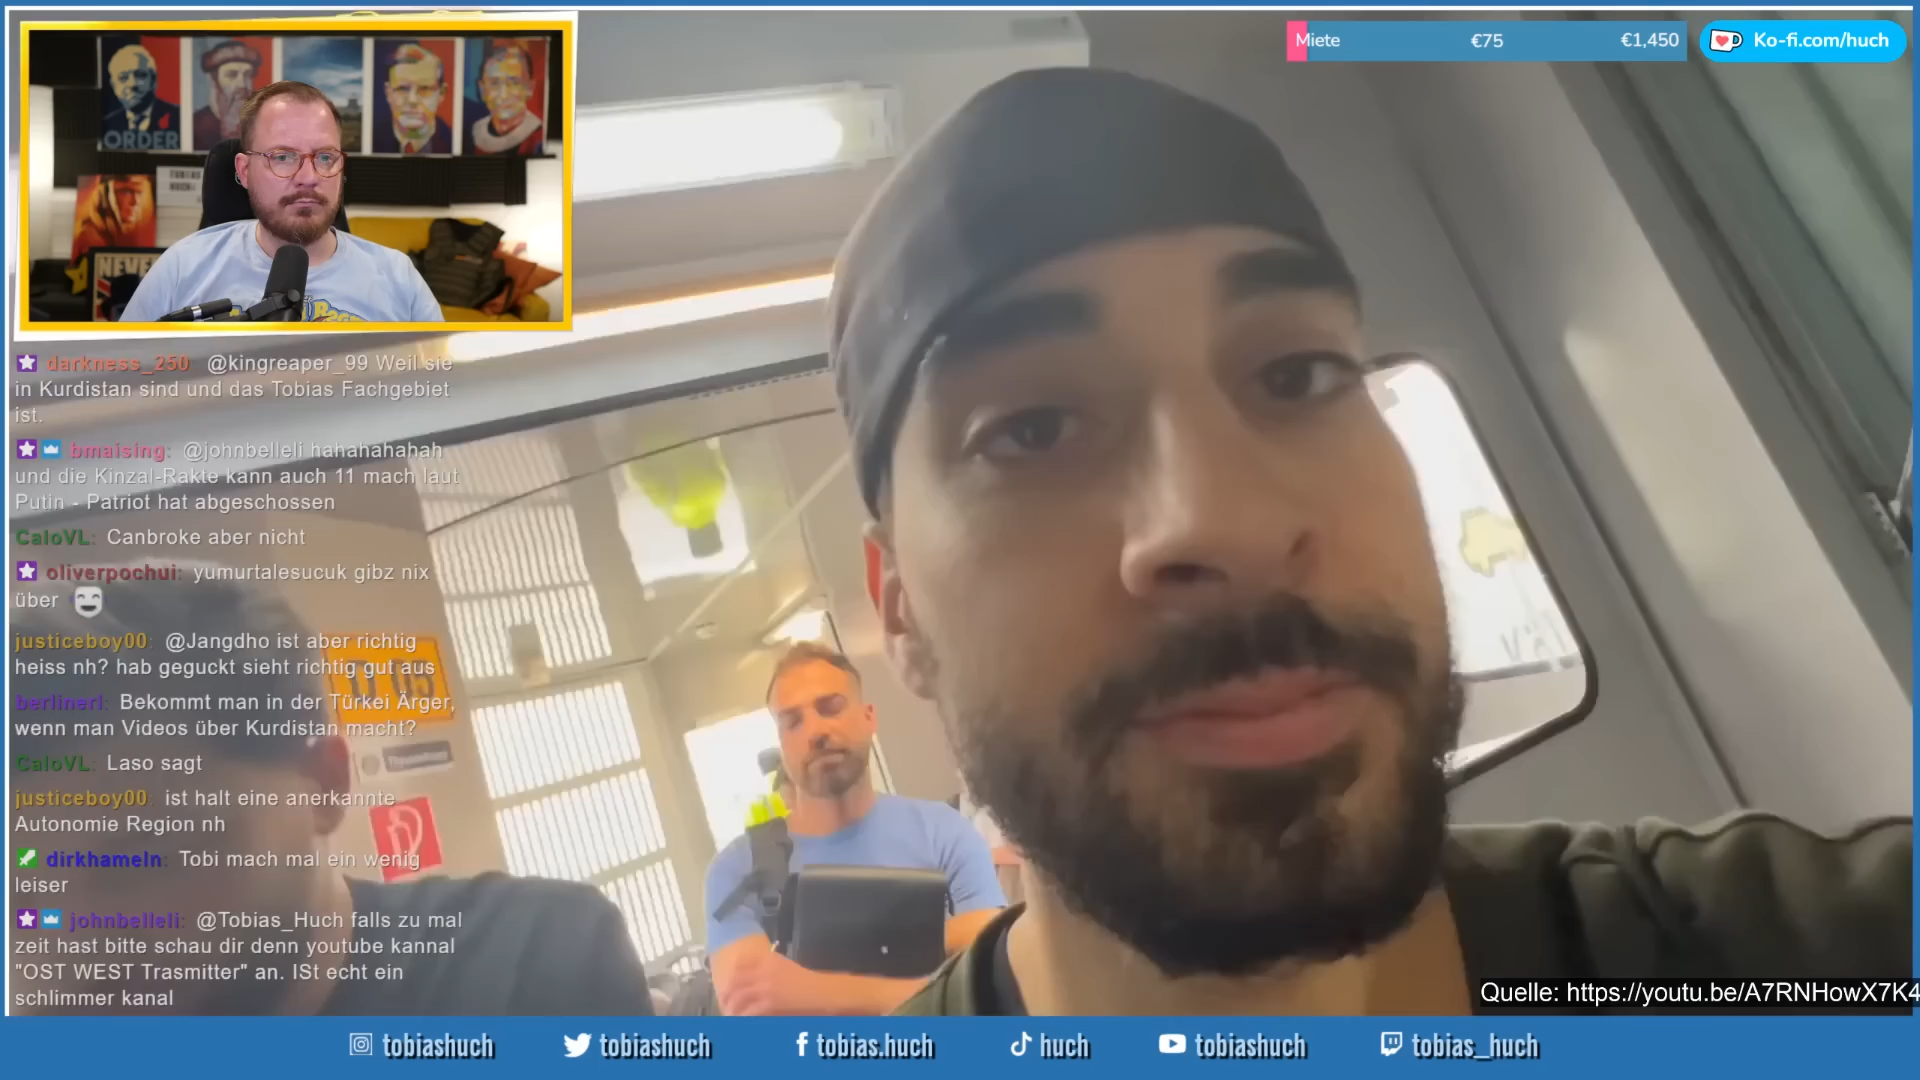 Miete €75 €1,450
Ko-fi.com/huch
ORDER
NEVER
darkness_250 @kingreaper_99 Weil sie
in Kurdistan sind und das Tobias Fachgebiet
ist.
bmaising: @johnbelleli hahahahahah
und die Kinzal-Rakte kann auch 11 mach laut
Putin - Patriot hat abgeschossen
CaloVL: Canbroke aber nicht
oliverpochui: yumurtalesucuk gibz nix
über
justiceboy00: @Jangdho ist aber richtig
heiss nh? hab geguckt sieht richtig gut aus
berlinerl: Bekommt man in der Türkei Ärger,
wenn man Videos über Kurdistan macht?
CaloVL: Laso sagt
justiceboy00: ist halt eine anerkannte
Autonomie Region nh
dirkhameln: Tobi mach mal ein wenig
leiser
johnbelleli: @Tobias_Huch falls zu mal
zeit hast bitte schau dir denn youtube kannal
"OST WEST Trasmitter" an. ISt echt ein
schlimmer kanal
Quelle: https://youtu.be/A7RNHowX7K4
tobiashuch
tobiashuch
tobias.huch
huch
tobiashuch
tobias_huch